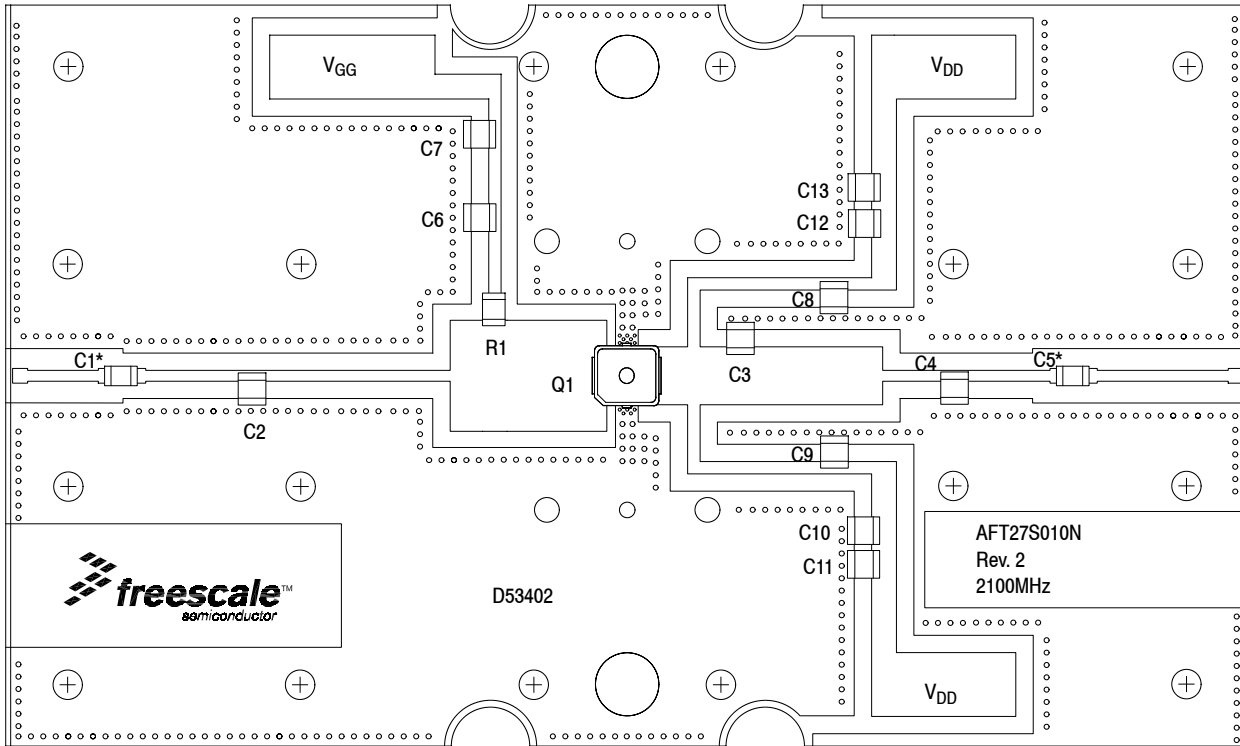 VGG
VDD
C7
C13
C6
C12
C8
R1
C1*
C3
C4
C5*
Q1
C2
C9
C10
AFT27S010N
C11
Rev. 2
2100MHz
freescale™
semiconductor
D53402
VDD